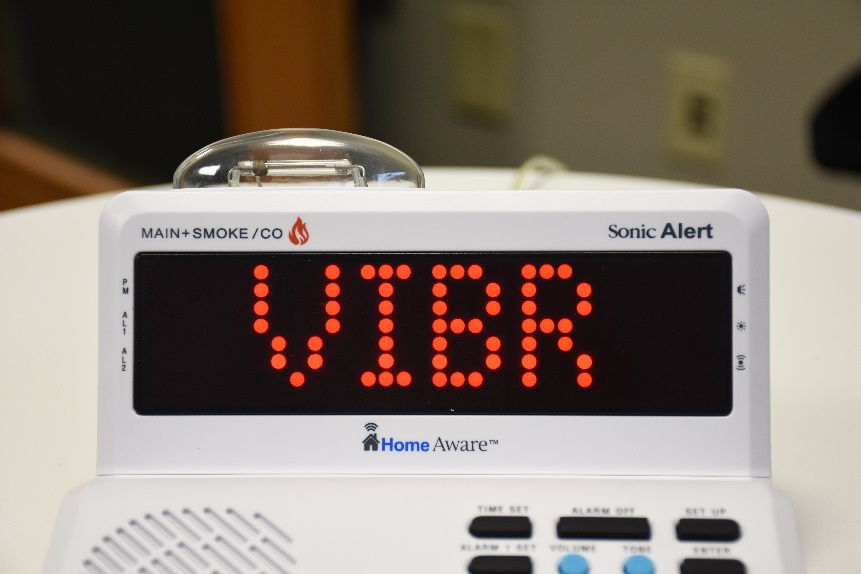 MAIN+SMOKE/CO
Sonic Alert
PM
AL1
AL2
VIBR
Home Aware™
TIME SET
ALARM OFF
SET UP
ALARM 1 SET
VOLUME
TONE
ENTER